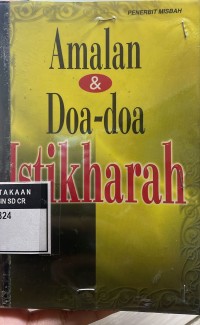 PENERBIT MISBAH
Amalan
&
Doa-doa
Istikharah
TAKAAN
IN SD CR
324